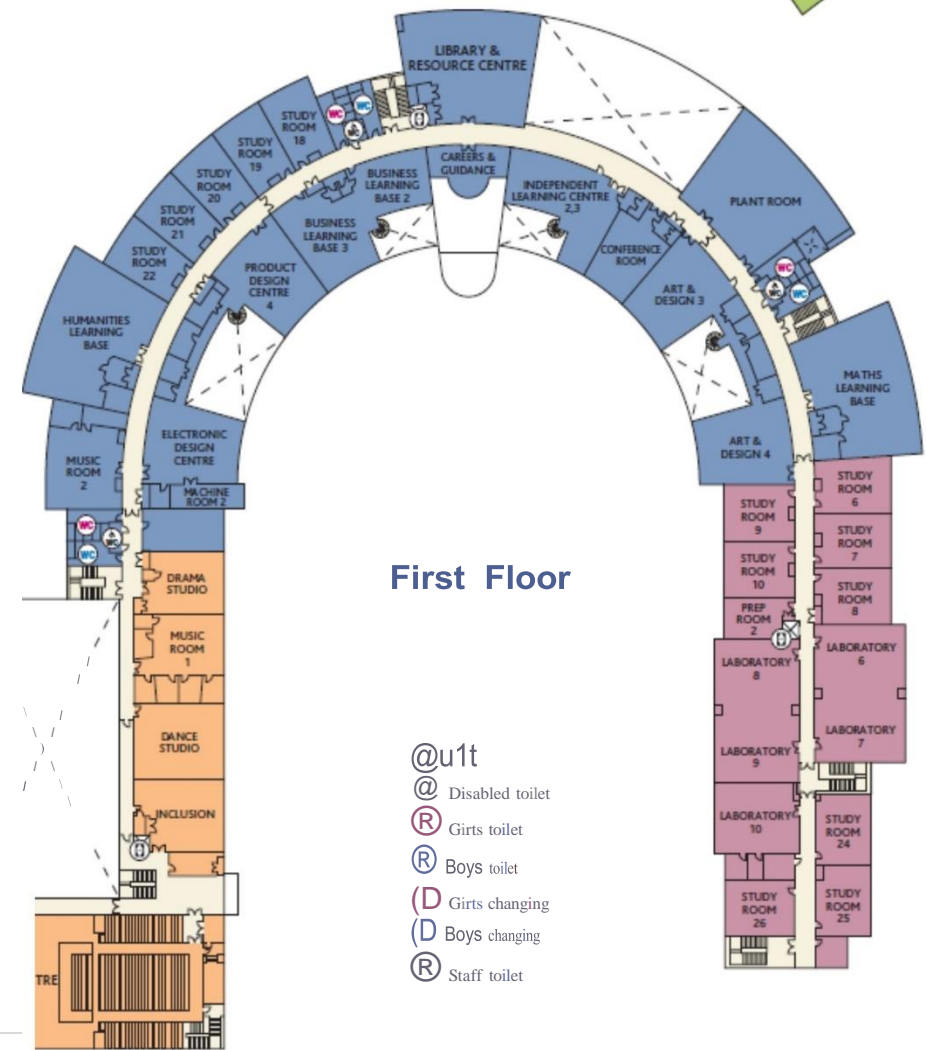 LIBRARY &
RESOURCE CENTRE
STUDY
ROOM
18
WC
WC
WC
STUDY
ROOM
19
STUDY
ROOM
20
STUDY
ROOM
21
STUDY
ROOM
22
BUSINESS
LEARNING
BASE 2
CAREERS &
GUIDANCE
INDEPENDENT
LEARNING CENTRE
2,3
BUSINESS
LEARNING
BASE 3
CONFERENCE
ROOM
PLANT ROOM
PRODUCT
DESIGN
CENTRE
4
ART &
DESIGN 3
WC
WC
WC
HUMANITIES
LEARNING
BASE
MATHS
LEARNING
BASE
MUSIC
ROOM
2
ELECTRONIC
DESIGN
CENTRE
MACHINE
ROOM 2
ART &
DESIGN 4
WC
WC
WC
STUDY
ROOM
6
STUDY
ROOM
9
STUDY
ROOM
7
STUDY
ROOM
10
STUDY
ROOM
8
PREP
ROOM
2
DRAMA
STUDIO
First Floor
MUSIC
ROOM
1
LABORATORY
8
LABORATORY
6
DANCE
STUDIO
LABORATORY
9
LABORATORY
7
INCLUSION
LABORATORY
10
STUDY
ROOM
24
STUDY
ROOM
26
STUDY
ROOM
25
TRE
@u1t
@ Disabled toilet
® Girts toilet
® Boys toilet
(D Girts changing
(D Boys changing
® Staff toilet